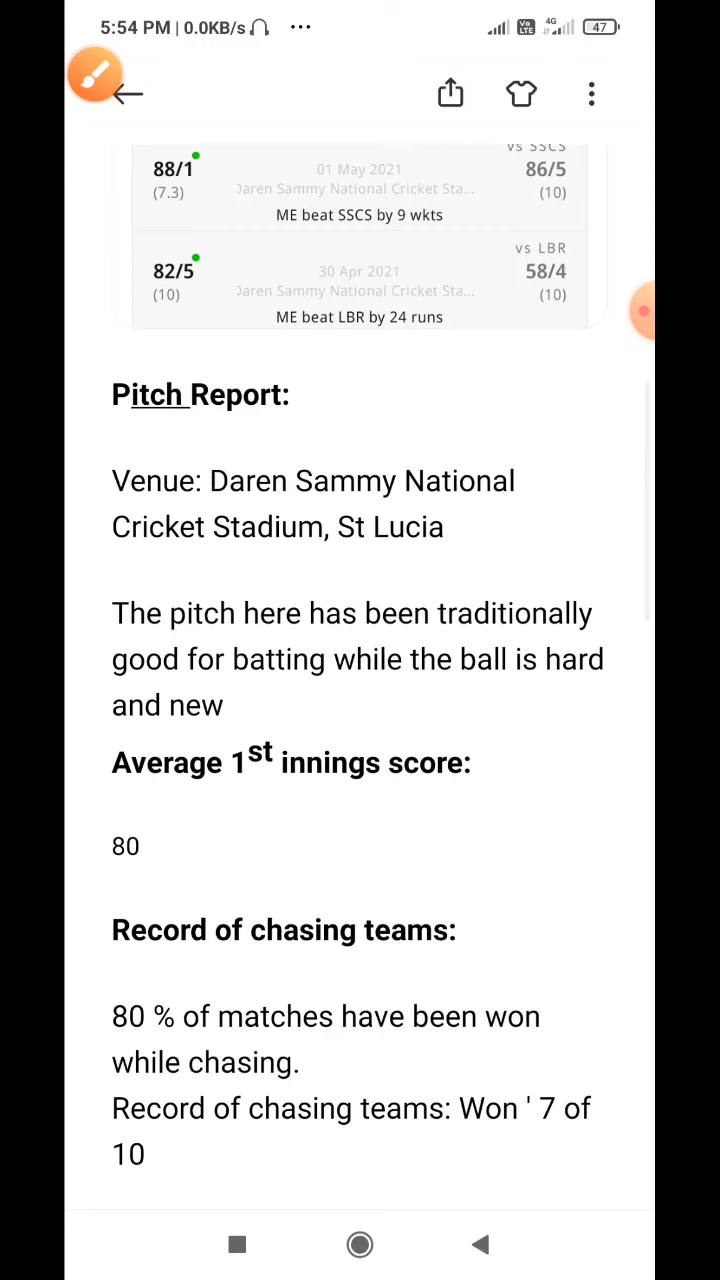 5:54 PM | 0.0KB/s ...
Vo LTE 4G 47
vs SSCS
88/1 01 May 2021 86/5
(7.3) Daren Sammy National Cricket Sta... (10)
ME beat SSCS by 9 wkts
vs LBR
82/5 30 Apr 2021 58/4
(10) Daren Sammy National Cricket Sta... (10)
ME beat LBR by 24 runs
Pitch Report:
Venue: Daren Sammy National
Cricket Stadium, St Lucia
The pitch here has been traditionally
good for batting while the ball is hard
and new
Average 1st innings score:
80
Record of chasing teams:
80 % of matches have been won
while chasing.
Record of chasing teams: Won ' 7 of
10